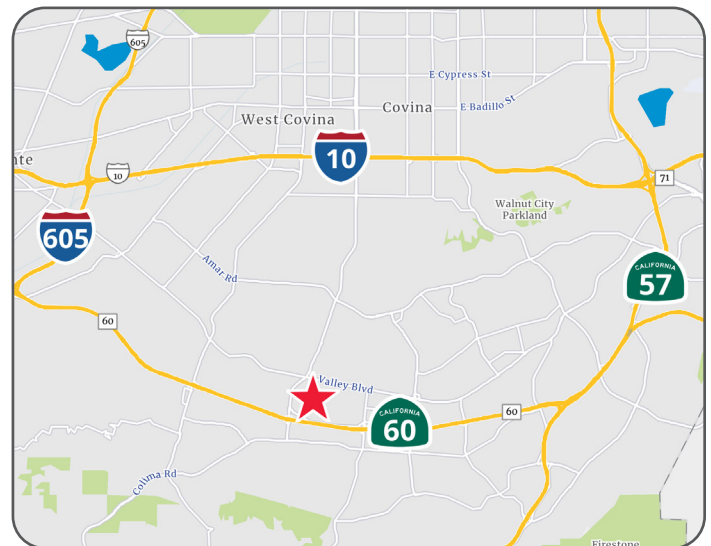 605
E Cypress St
Covina
E Badillo St
West Covina
10
nte
10
71
Walnut City
Parkland
605
Amar Rd
CALIFORNIA
57
60
Valley Blvd
CALIFORNIA
60
60
Colima Rd
Firestone